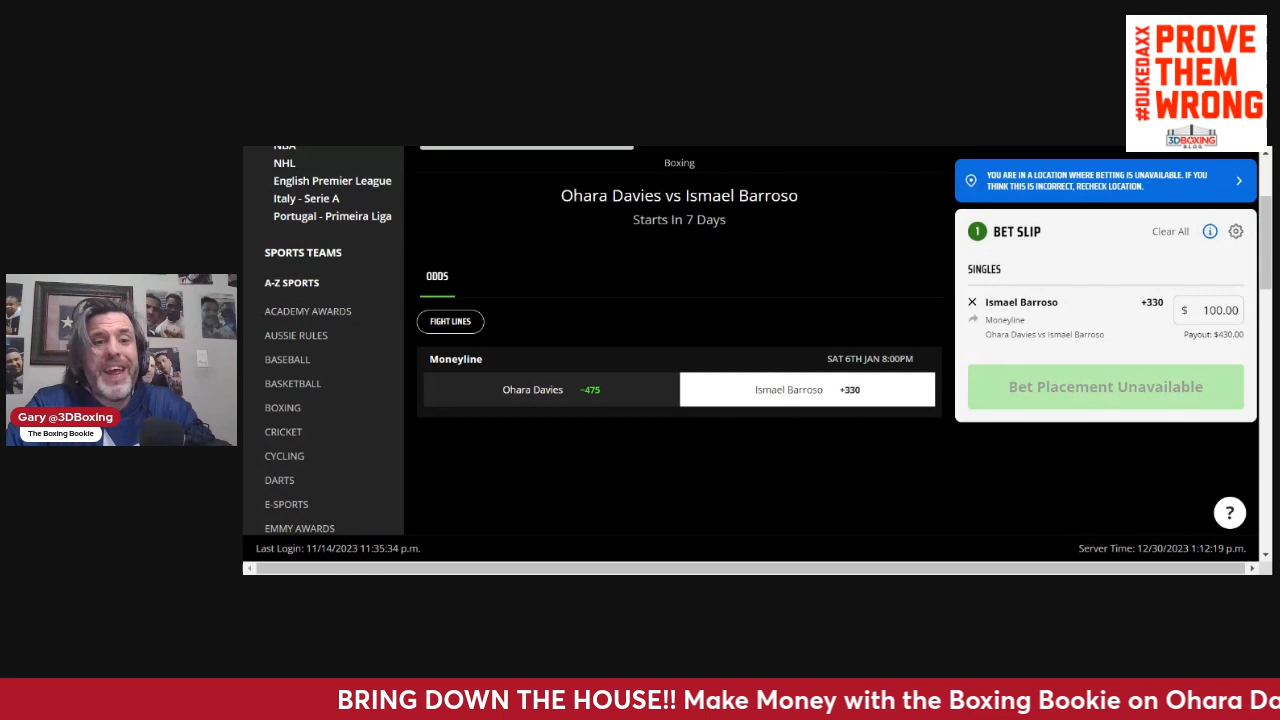 #DUKEDAXX
PROVE
THEM
WRONG
3DBOXING
BLOG
NBA
NHL
English Premier League
Italy - Serie A
Portugal - Primeira Liga
SPORTS TEAMS
A-Z SPORTS
ACADEMY AWARDS
AUSSIE RULES
BASEBALL
BASKETBALL
BOXING
CRICKET
CYCLING
DARTS
E-SPORTS
EMMY AWARDS
Boxing
Ohara Davies vs Ismael Barroso
Starts In 7 Days
ODDS
FIGHT LINES
Moneyline SAT 6TH JAN 8:00PM
Ohara Davies -475 Ismael Barroso +330
YOU ARE IN A LOCATION WHERE BETTING IS UNAVAILABLE. IF YOU
THINK THIS IS INCORRECT, RECHECK LOCATION.
1 BET SLIP Clear All
SINGLES
Ismael Barroso +330 $ 100.00
Moneyline
Ohara Davies vs Ismael Barroso Payout: $430.00
Bet Placement Unavailable
?
Last Login: 11/14/2023 11:35:34 p.m. Server Time: 12/30/2023 1:12:19 p.m.
Gary @3DBoxing
The Boxing Bookie
BRING DOWN THE HOUSE!! Make Money with the Boxing Bookie on Ohara Da